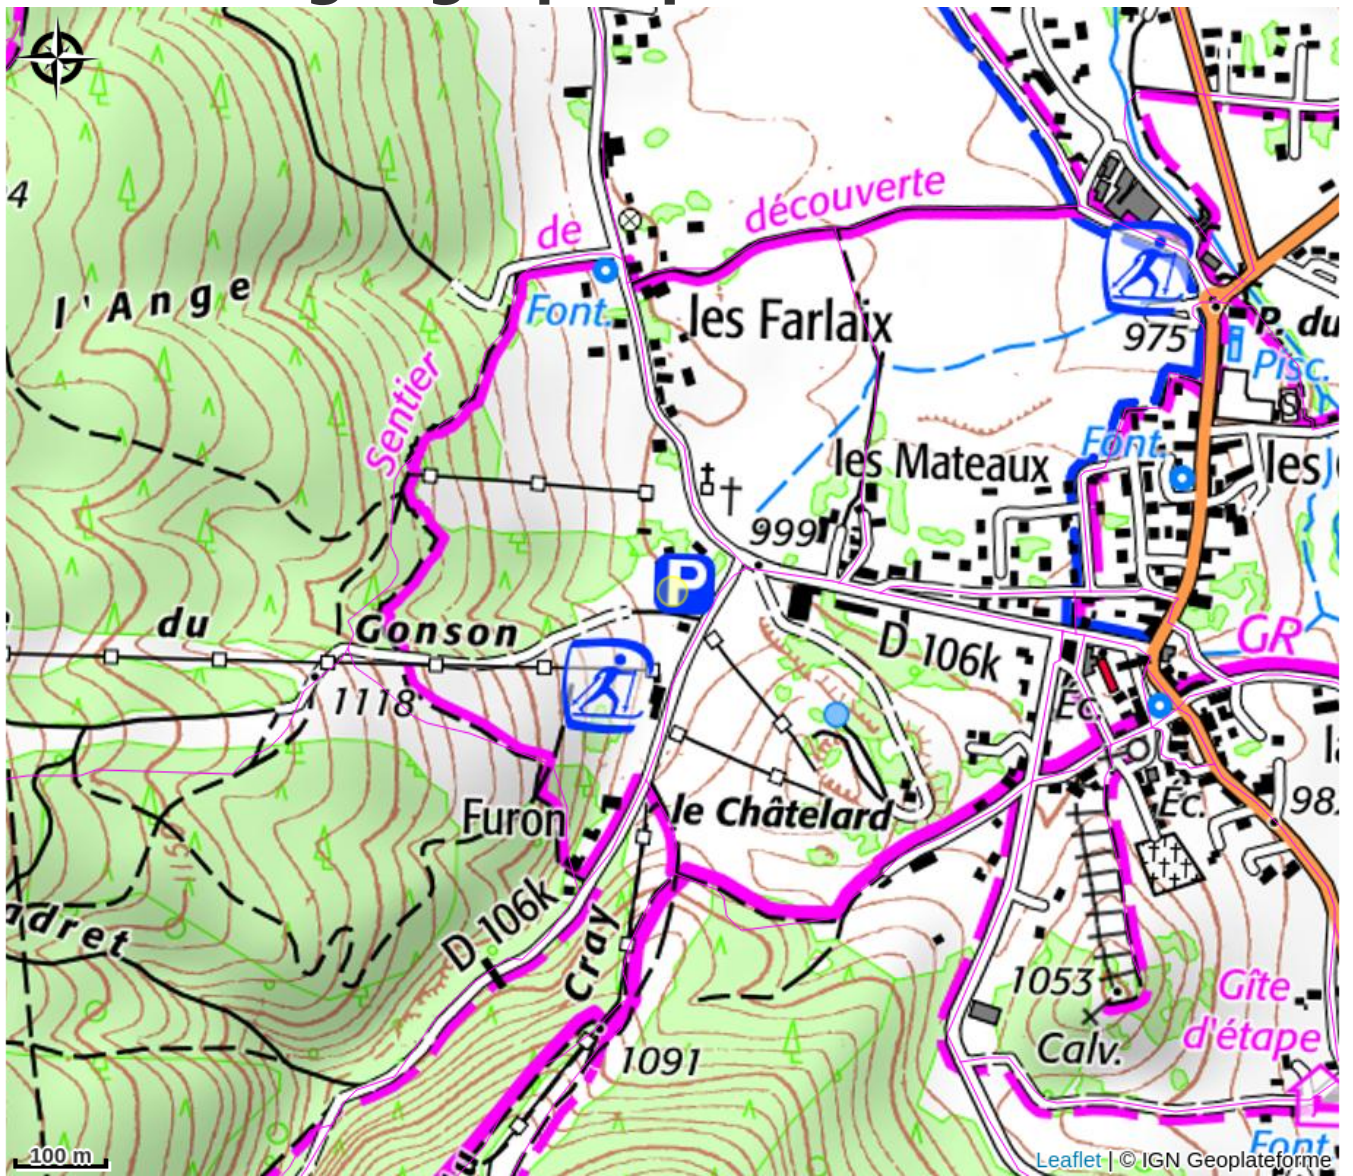 de
découverte
4
l'Ange
Font.
les Farlaix
975
P. du
Pisc.
Sentier
Font.
S
les Mateaux
les
999
P
du
Gonson
D 106k
GR
1118
Éc.
le Châtelard
Furon
Éc.
98
D 106k
Cray
1053
Gîte
d'étape
Calv.
1091
Font.
100 m
Leaflet | © IGN Geoplateforme